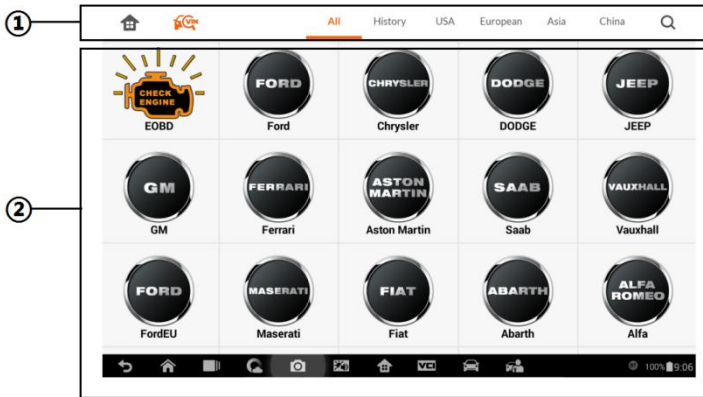 ①
VIN
All History USA European Asia China
②
CHECK
ENGINE
EOBD
FORD
Ford
CHRYSLER
Chrysler
DODGE
DODGE
JEEP
JEEP
GM
GM
FERRARI
Ferrari
ASTON
MARTIN
Aston Martin
SAAB
Saab
VAUXHALL
Vauxhall
FORD
FordEU
MASERATI
Maserati
FIAT
Fiat
ABARTH
Abarth
ALFA
ROMEO
Alfa
VCI
100% 9:06